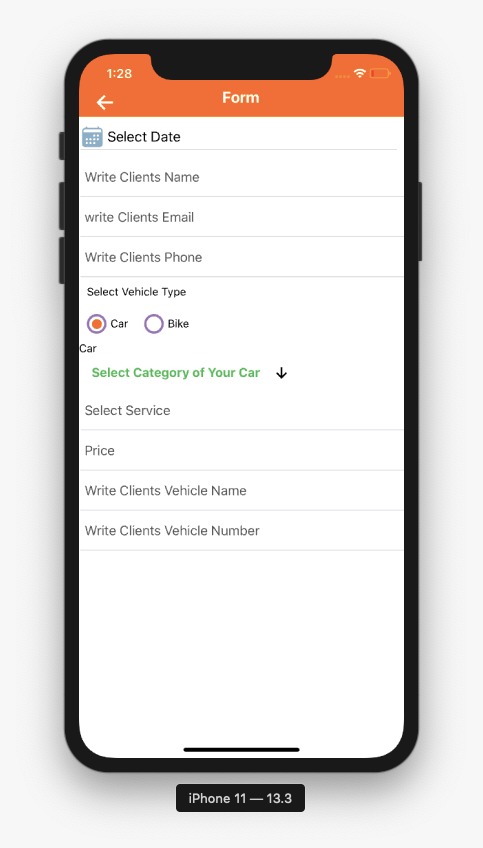 1:28
Form
Select Date
Write Clients Name
write Clients Email
Write Clients Phone
Select Vehicle Type
Car Bike
Car
Select Category of Your Car
Select Service
Price
Write Clients Vehicle Name
Write Clients Vehicle Number
iPhone 11 — 13.3